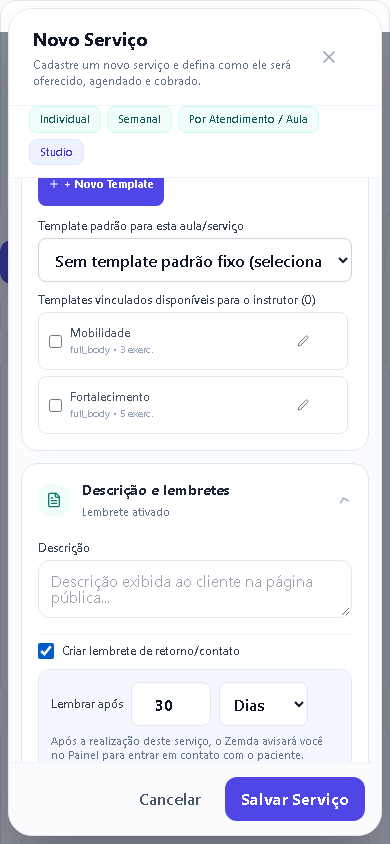 Novo Serviço
Cadastre um novo serviço e defina como ele será
oferecido, agendado e cobrado.
Individual
Semanal
Por Atendimento / Aula
Studio
+ + Novo Template
Template padrão para esta aula/serviço
Sem template padrão fixo (seleciona
Templates vinculados disponíveis para o instrutor (0)
Mobilidade
full_body • 3 exerc.
Fortalecimento
full_body • 5 exerc.
Descrição e lembretes
Lembrete ativado
Descrição
Descrição exibida ao cliente na página
pública...
Criar lembrete de retorno/contato
Lembrar após
30
Dias
Após a realização deste serviço, o Zemda avisará você
no Painel para entrar em contato com o paciente.
Cancelar
Salvar Serviço